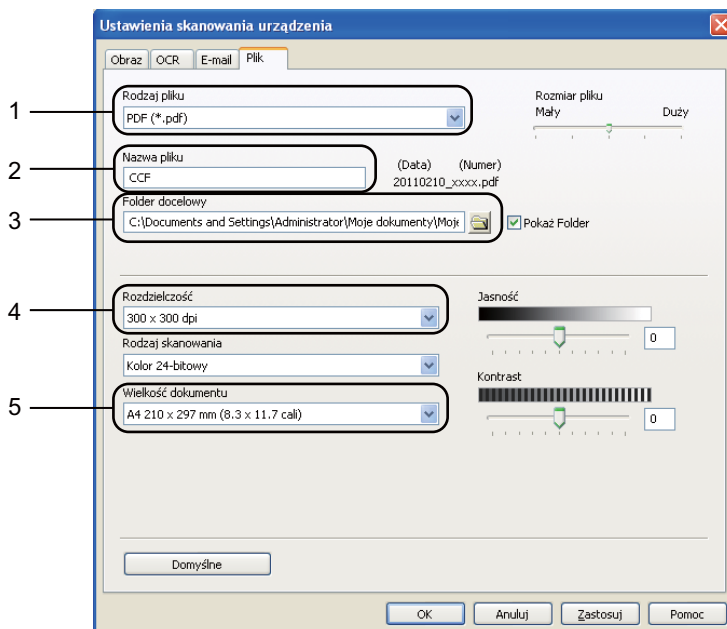 Ustawienia skanowania urządzenia
Obraz OCR E-mail Plik
1
Rodzaj pliku
PDF (*.pdf)
Rozmiar pliku
Mały Duży
2
Nazwa pliku
CCF
(Data) (Numer)
20110210_xxxx.pdf
3
Folder docelowy
C:\Documents and Settings\Administrator\Moje dokumenty\Moje
Pokaż Folder
4
Rozdzielczość
300 x 300 dpi
Rodzaj skanowania
Kolor 24-bitowy
5
Wielkość dokumentu
A4 210 x 297 mm (8.3 x 11.7 cali)
Jasność
0
Kontrast
0
Domyślne
OK Anuluj Zastosuj Pomoc